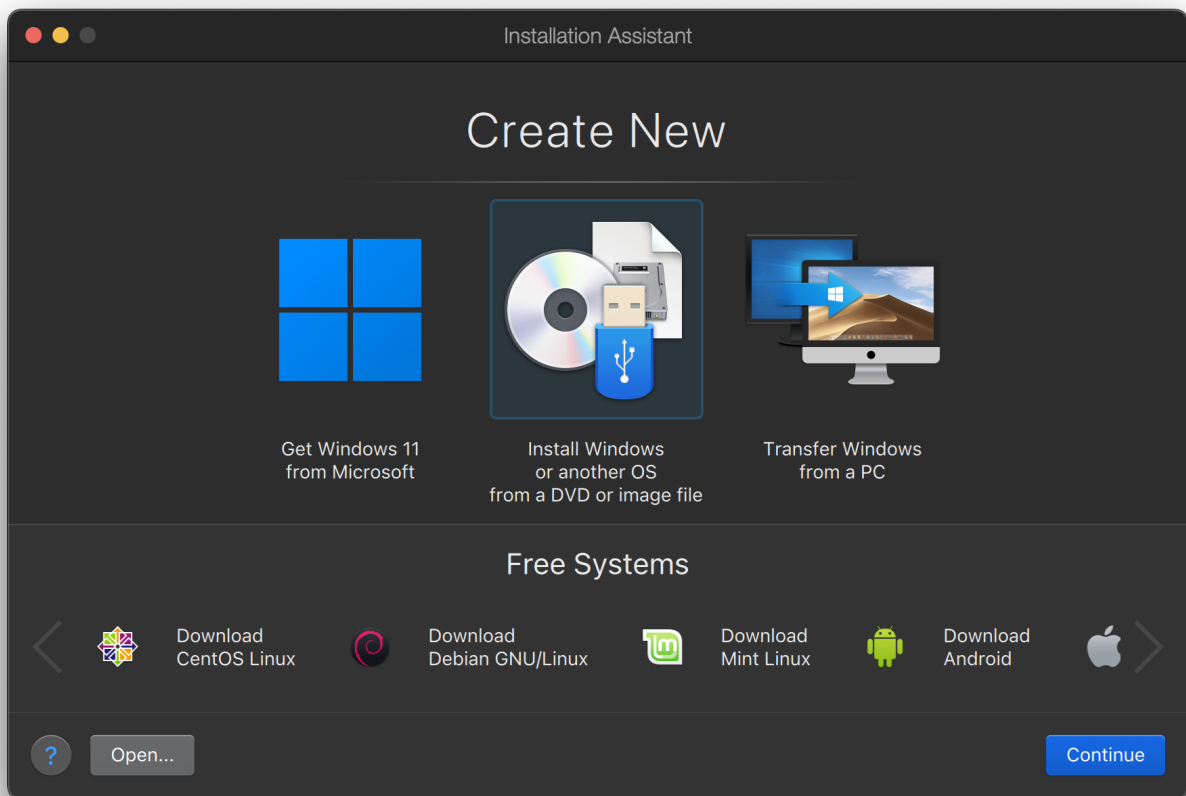 Installation Assistant
Create New
Get Windows 11
from Microsoft
Install Windows
or another OS
from a DVD or image file
Transfer Windows
from a PC
Free Systems
Download
CentOS Linux
Download
Debian GNU/Linux
Download
Mint Linux
Download
Android
?
Open...
Continue